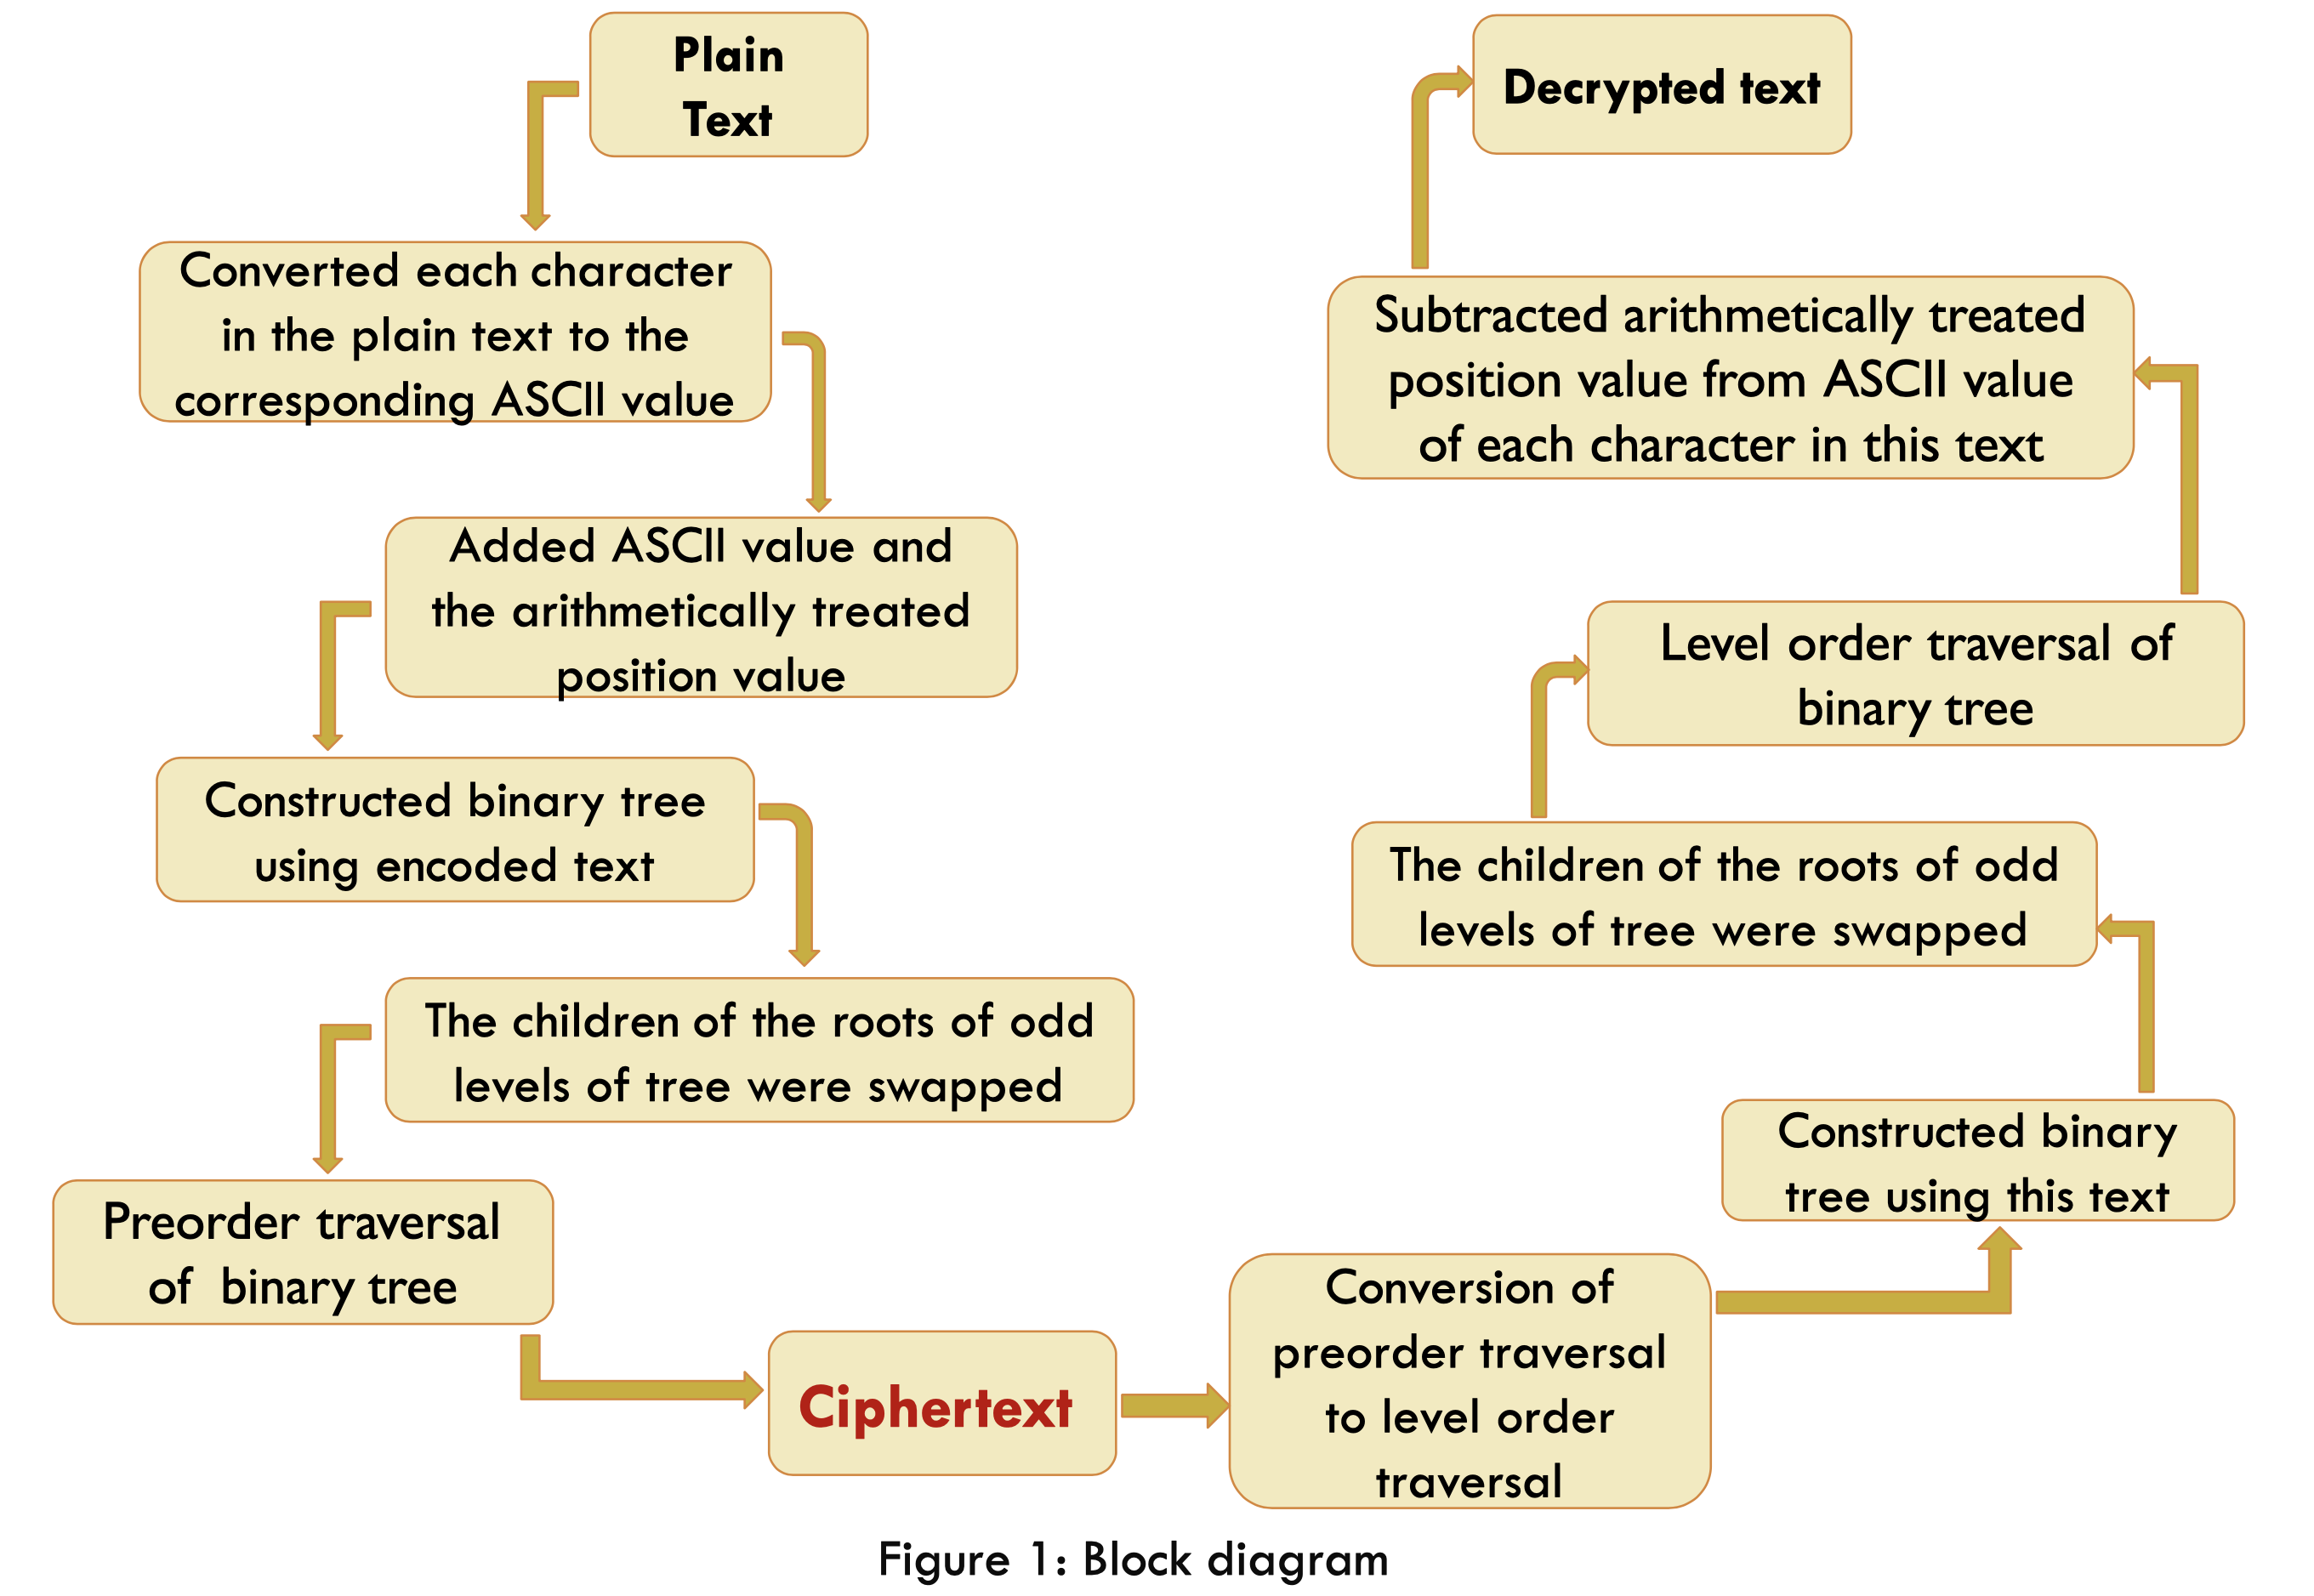 Plain
Text
Converted each character
in the plain text to the
corresponding ASCII value
Added ASCII value and
the arithmetically treated
position value
Constructed binary tree
using encoded text
The children of the roots of odd
levels of tree were swapped
Preorder traversal
of binary tree
Ciphertext
Conversion of
preorder traversal
to level order
traversal
Constructed binary
tree using this text
The children of the roots of odd
levels of tree were swapped
Level order traversal of
binary tree
Subtracted arithmetically treated
position value from ASCII value
of each character in this text
Decrypted text
Figure 1: Block diagram